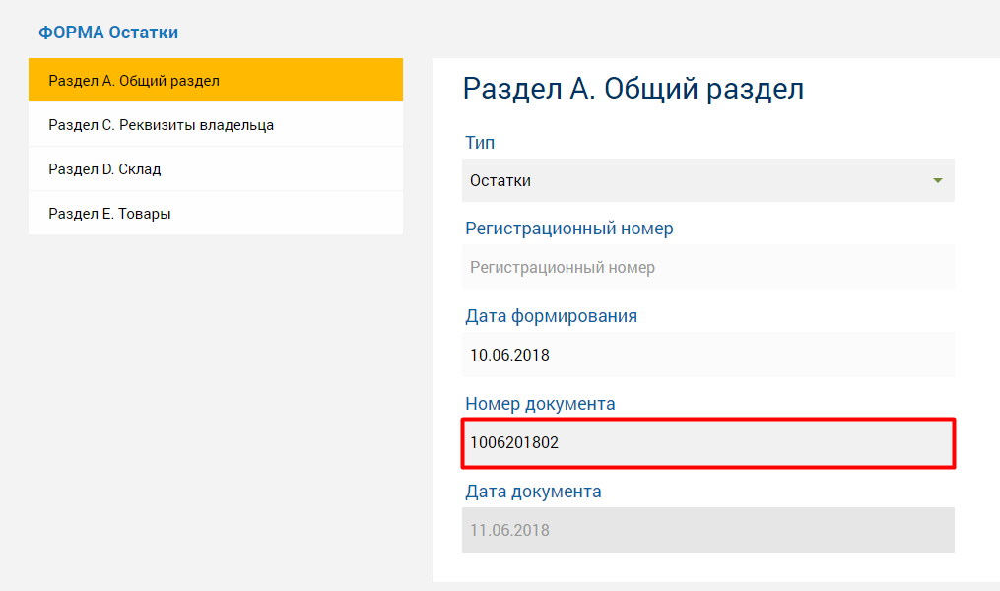 ФОРМА Остатки
Раздел А. Общий раздел
Раздел С. Реквизиты владельца
Раздел D. Склад
Раздел Е. Товары
Раздел А. Общий раздел
Тип
Остатки
Регистрационный номер
Регистрационный номер
Дата формирования
10.06.2018
Номер документа
1006201802
Дата документа
11.06.2018